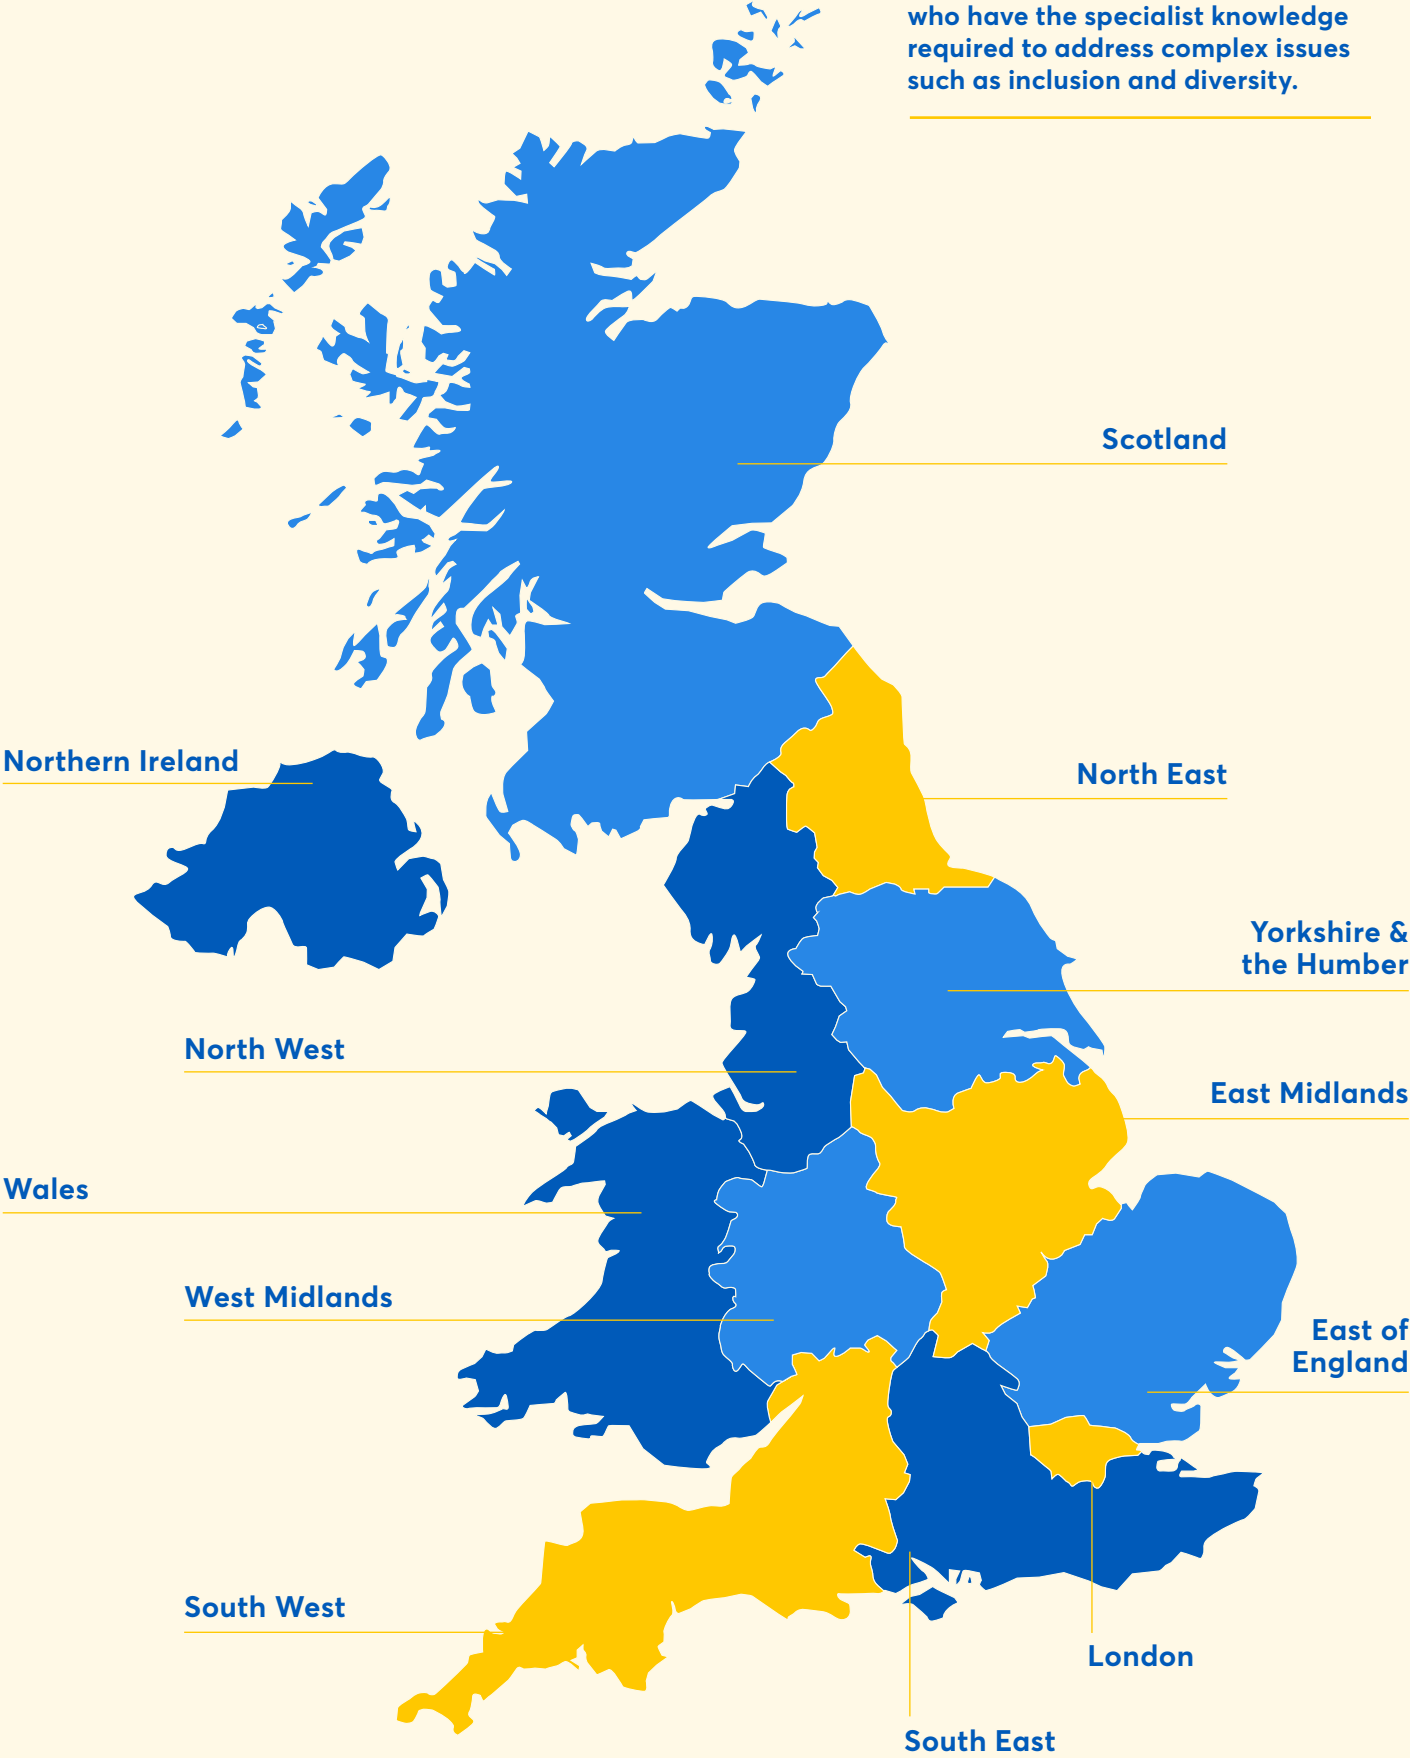 who have the specialist knowledge
required to address complex issues
such as inclusion and diversity.
Scotland
Northern Ireland
North East
Yorkshire &
the Humber
North West
East Midlands
Wales
West Midlands
East of
England
South West
London
South East